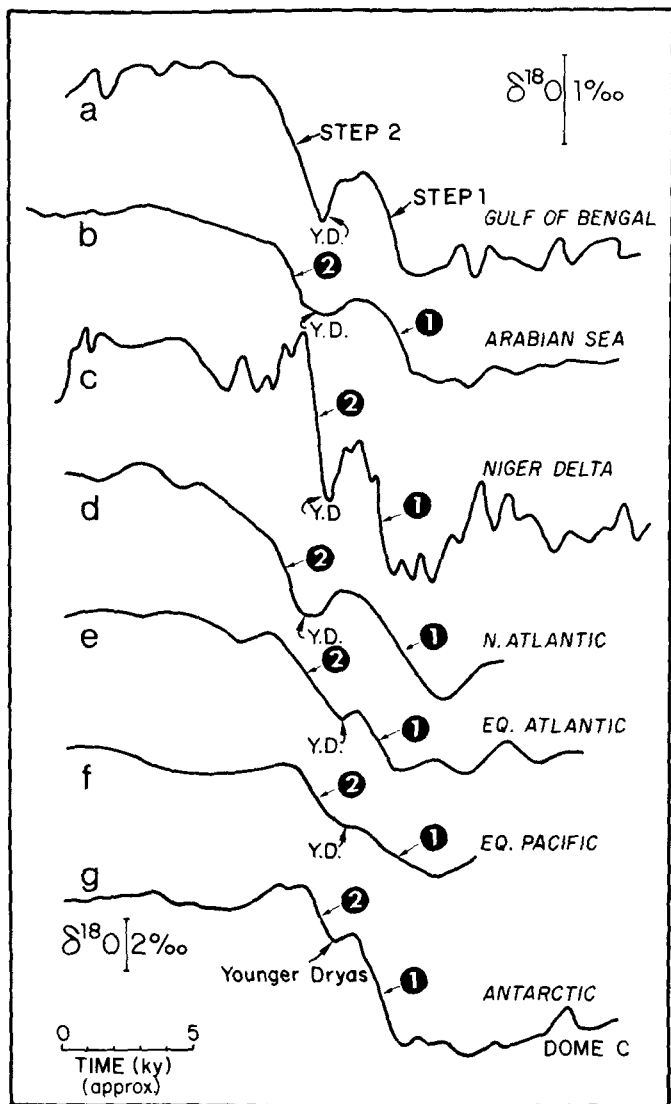 δ¹⁸O 1‰
a
STEP 2
STEP 1
Y.D.
GULF OF BENGAL
b
2
Y.D.
1
ARABIAN SEA
c
2
Y.D
1
NIGER DELTA
d
2
Y.D.
1
N. ATLANTIC
e
2
Y.D.
1
EQ. ATLANTIC
f
2
Y.D.
1
EQ. PACIFIC
g
2
δ¹⁸O 2‰
Younger Dryas
1
ANTARCTIC
DOME C
0 5
TIME (ky)
(approx.)